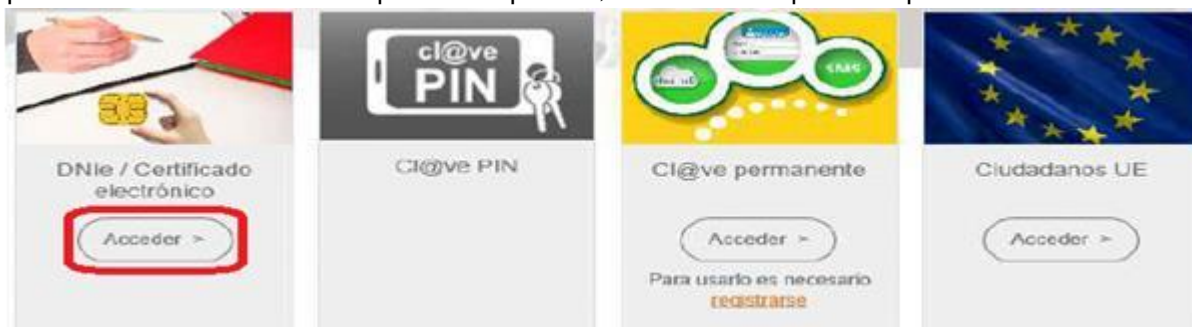 cl@ve
PIN
SMS
DNIe / Certificado
electrónico
Acceder >
Cl@ve PIN
Cl@ve permanente
Acceder >
Para usarlo es necesario
registrarse
Ciudadanos UE
Acceder >